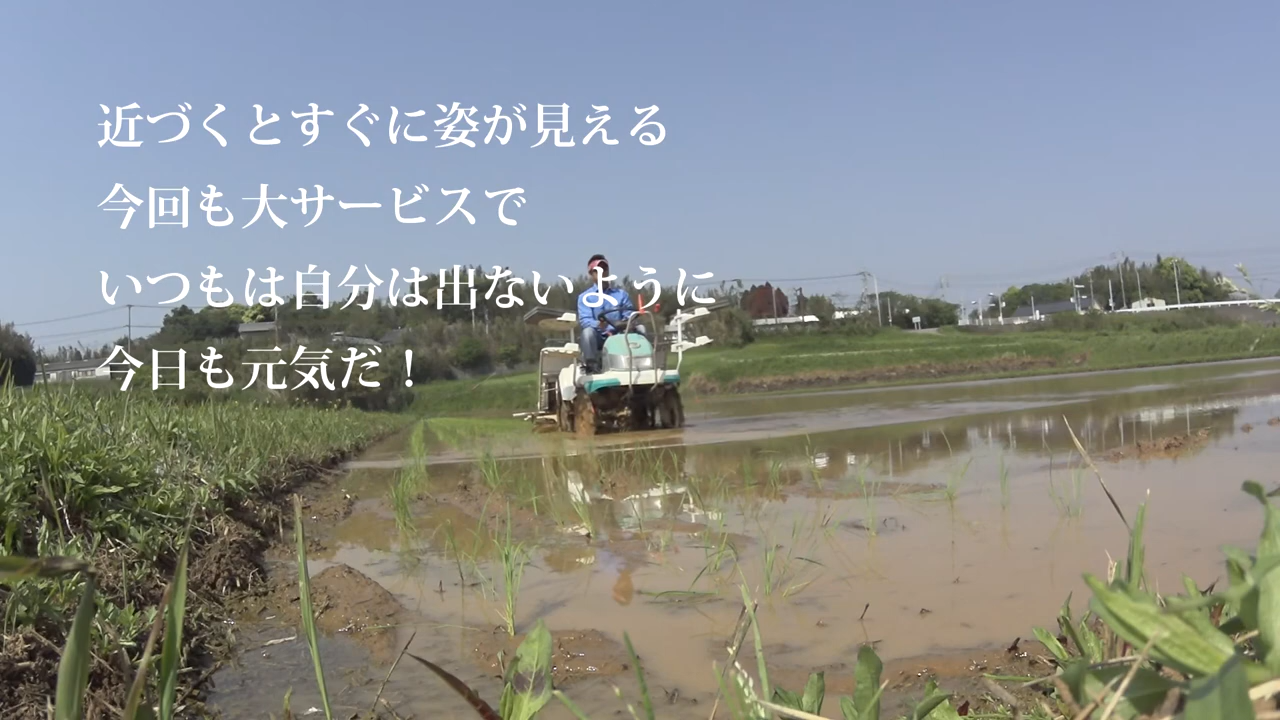 近づくとすぐに姿が見える
今回も大サービスで
いつもは自分は出ないように
今日も元気だ！